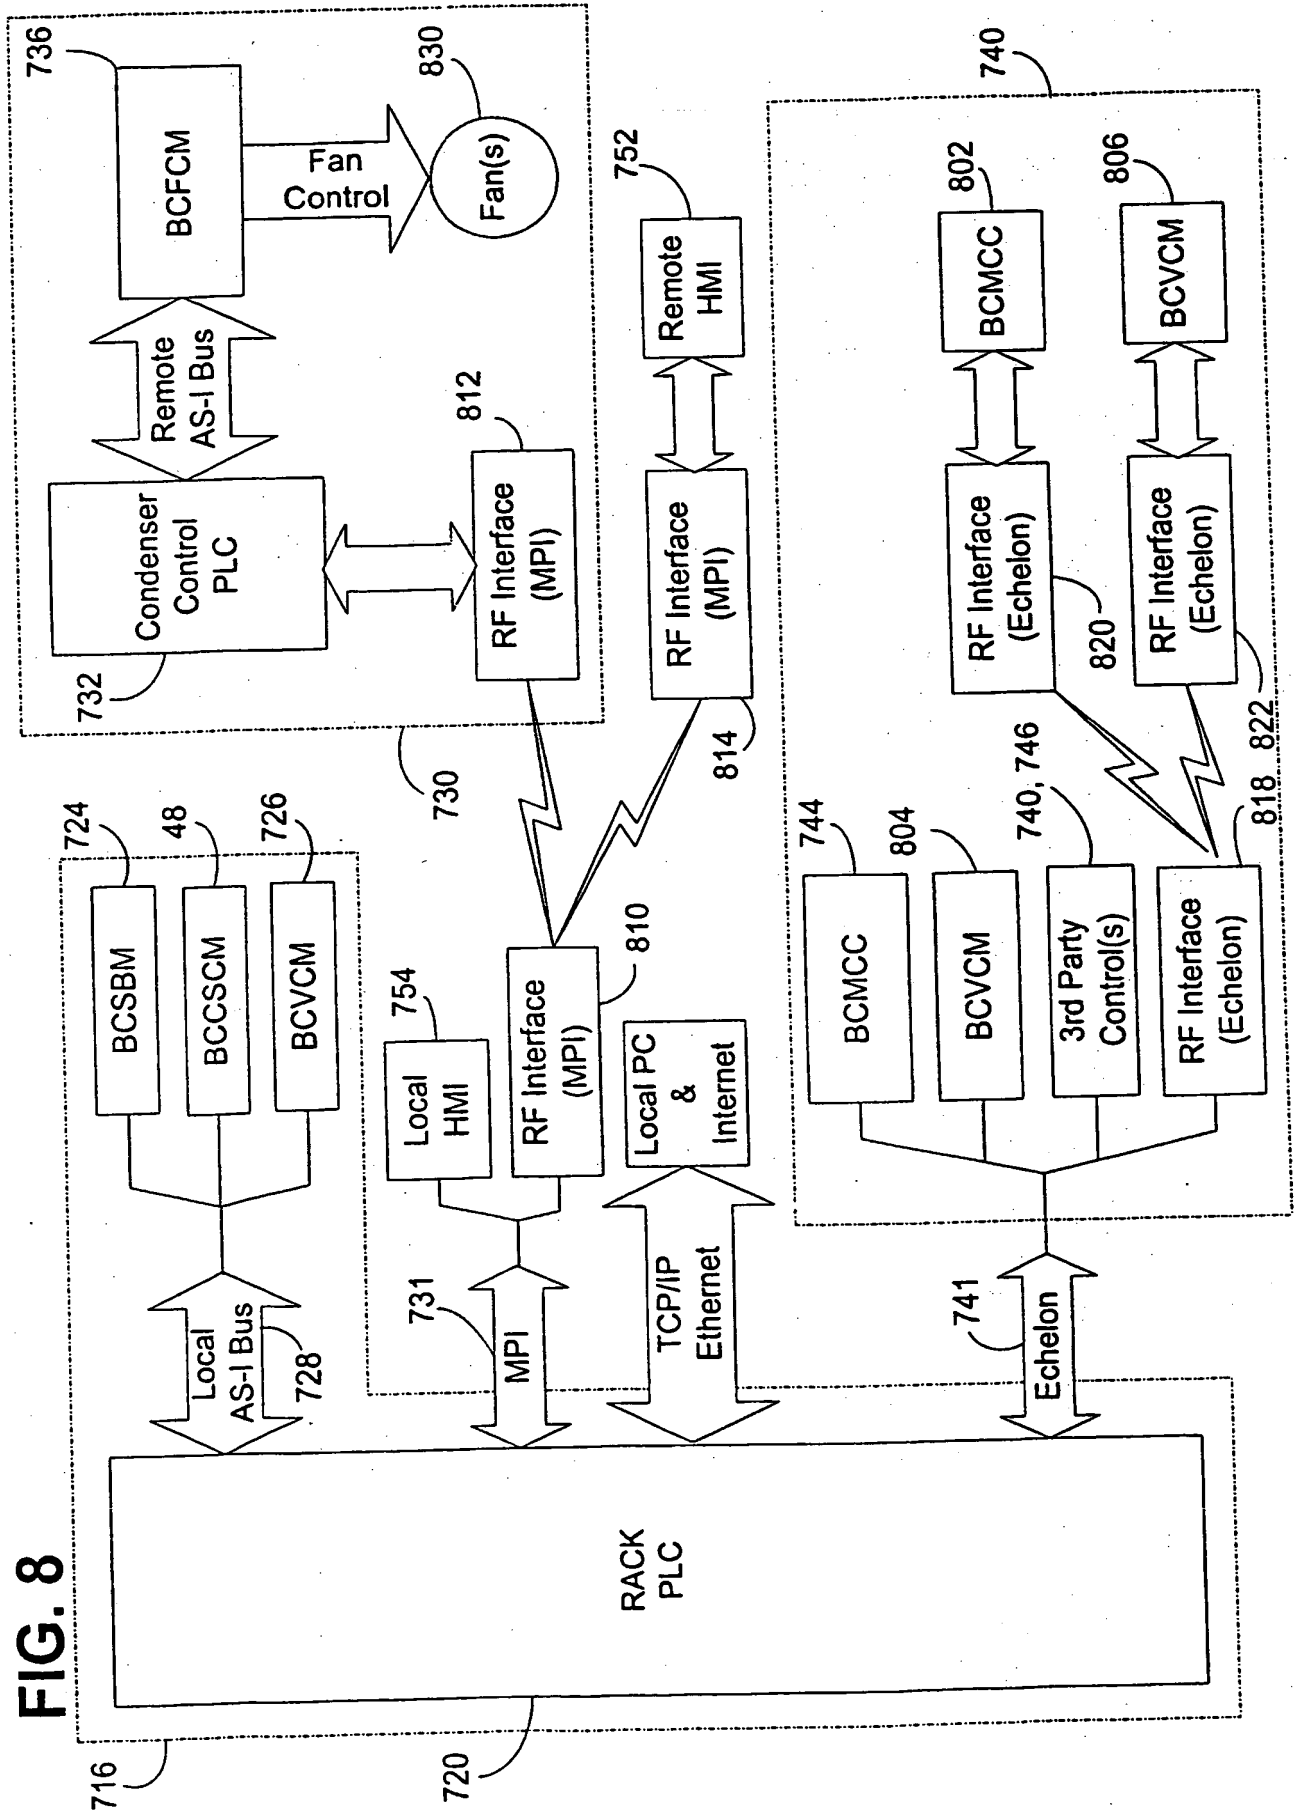 FIG. 8
716
720
RACK
PLC
Local
AS-I Bus
728
BCSBM
724
BCCSCM
48
BCVCM
726
731
MPI
Local
HMI
754
RF Interface
(MPI)
810
TCP/IP
Ethernet
Local PC
&
Internet
741
Echelon
BCMCC
744
BCVCM
804
3rd Party
Control(s)
740, 746
RF Interface
(Echelon)
818
730
732
Condenser
Control
PLC
Remote
AS-I Bus
BCFCM
736
Fan
Control
Fan(s)
830
RF Interface
(MPI)
812
RF Interface
(MPI)
814
Remote
HMI
752
740
RF Interface
(Echelon)
820
BCMCC
802
RF Interface
(Echelon)
822
BCVCM
806